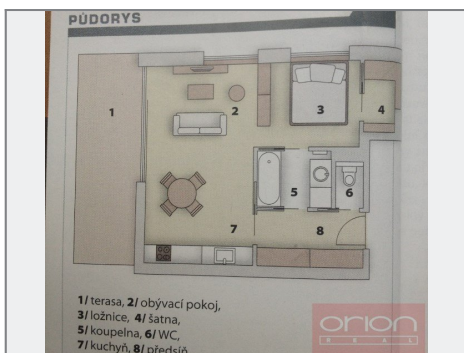 PŮDORYS
1
2
3
4
5
6
7
8
1/ terasa, 2/ obývací pokoj,
3/ ložnice, 4/ šatna,
5/ koupelna, 6/ WC,
7/ kuchyň, 8/ předsíň
orion
REAL